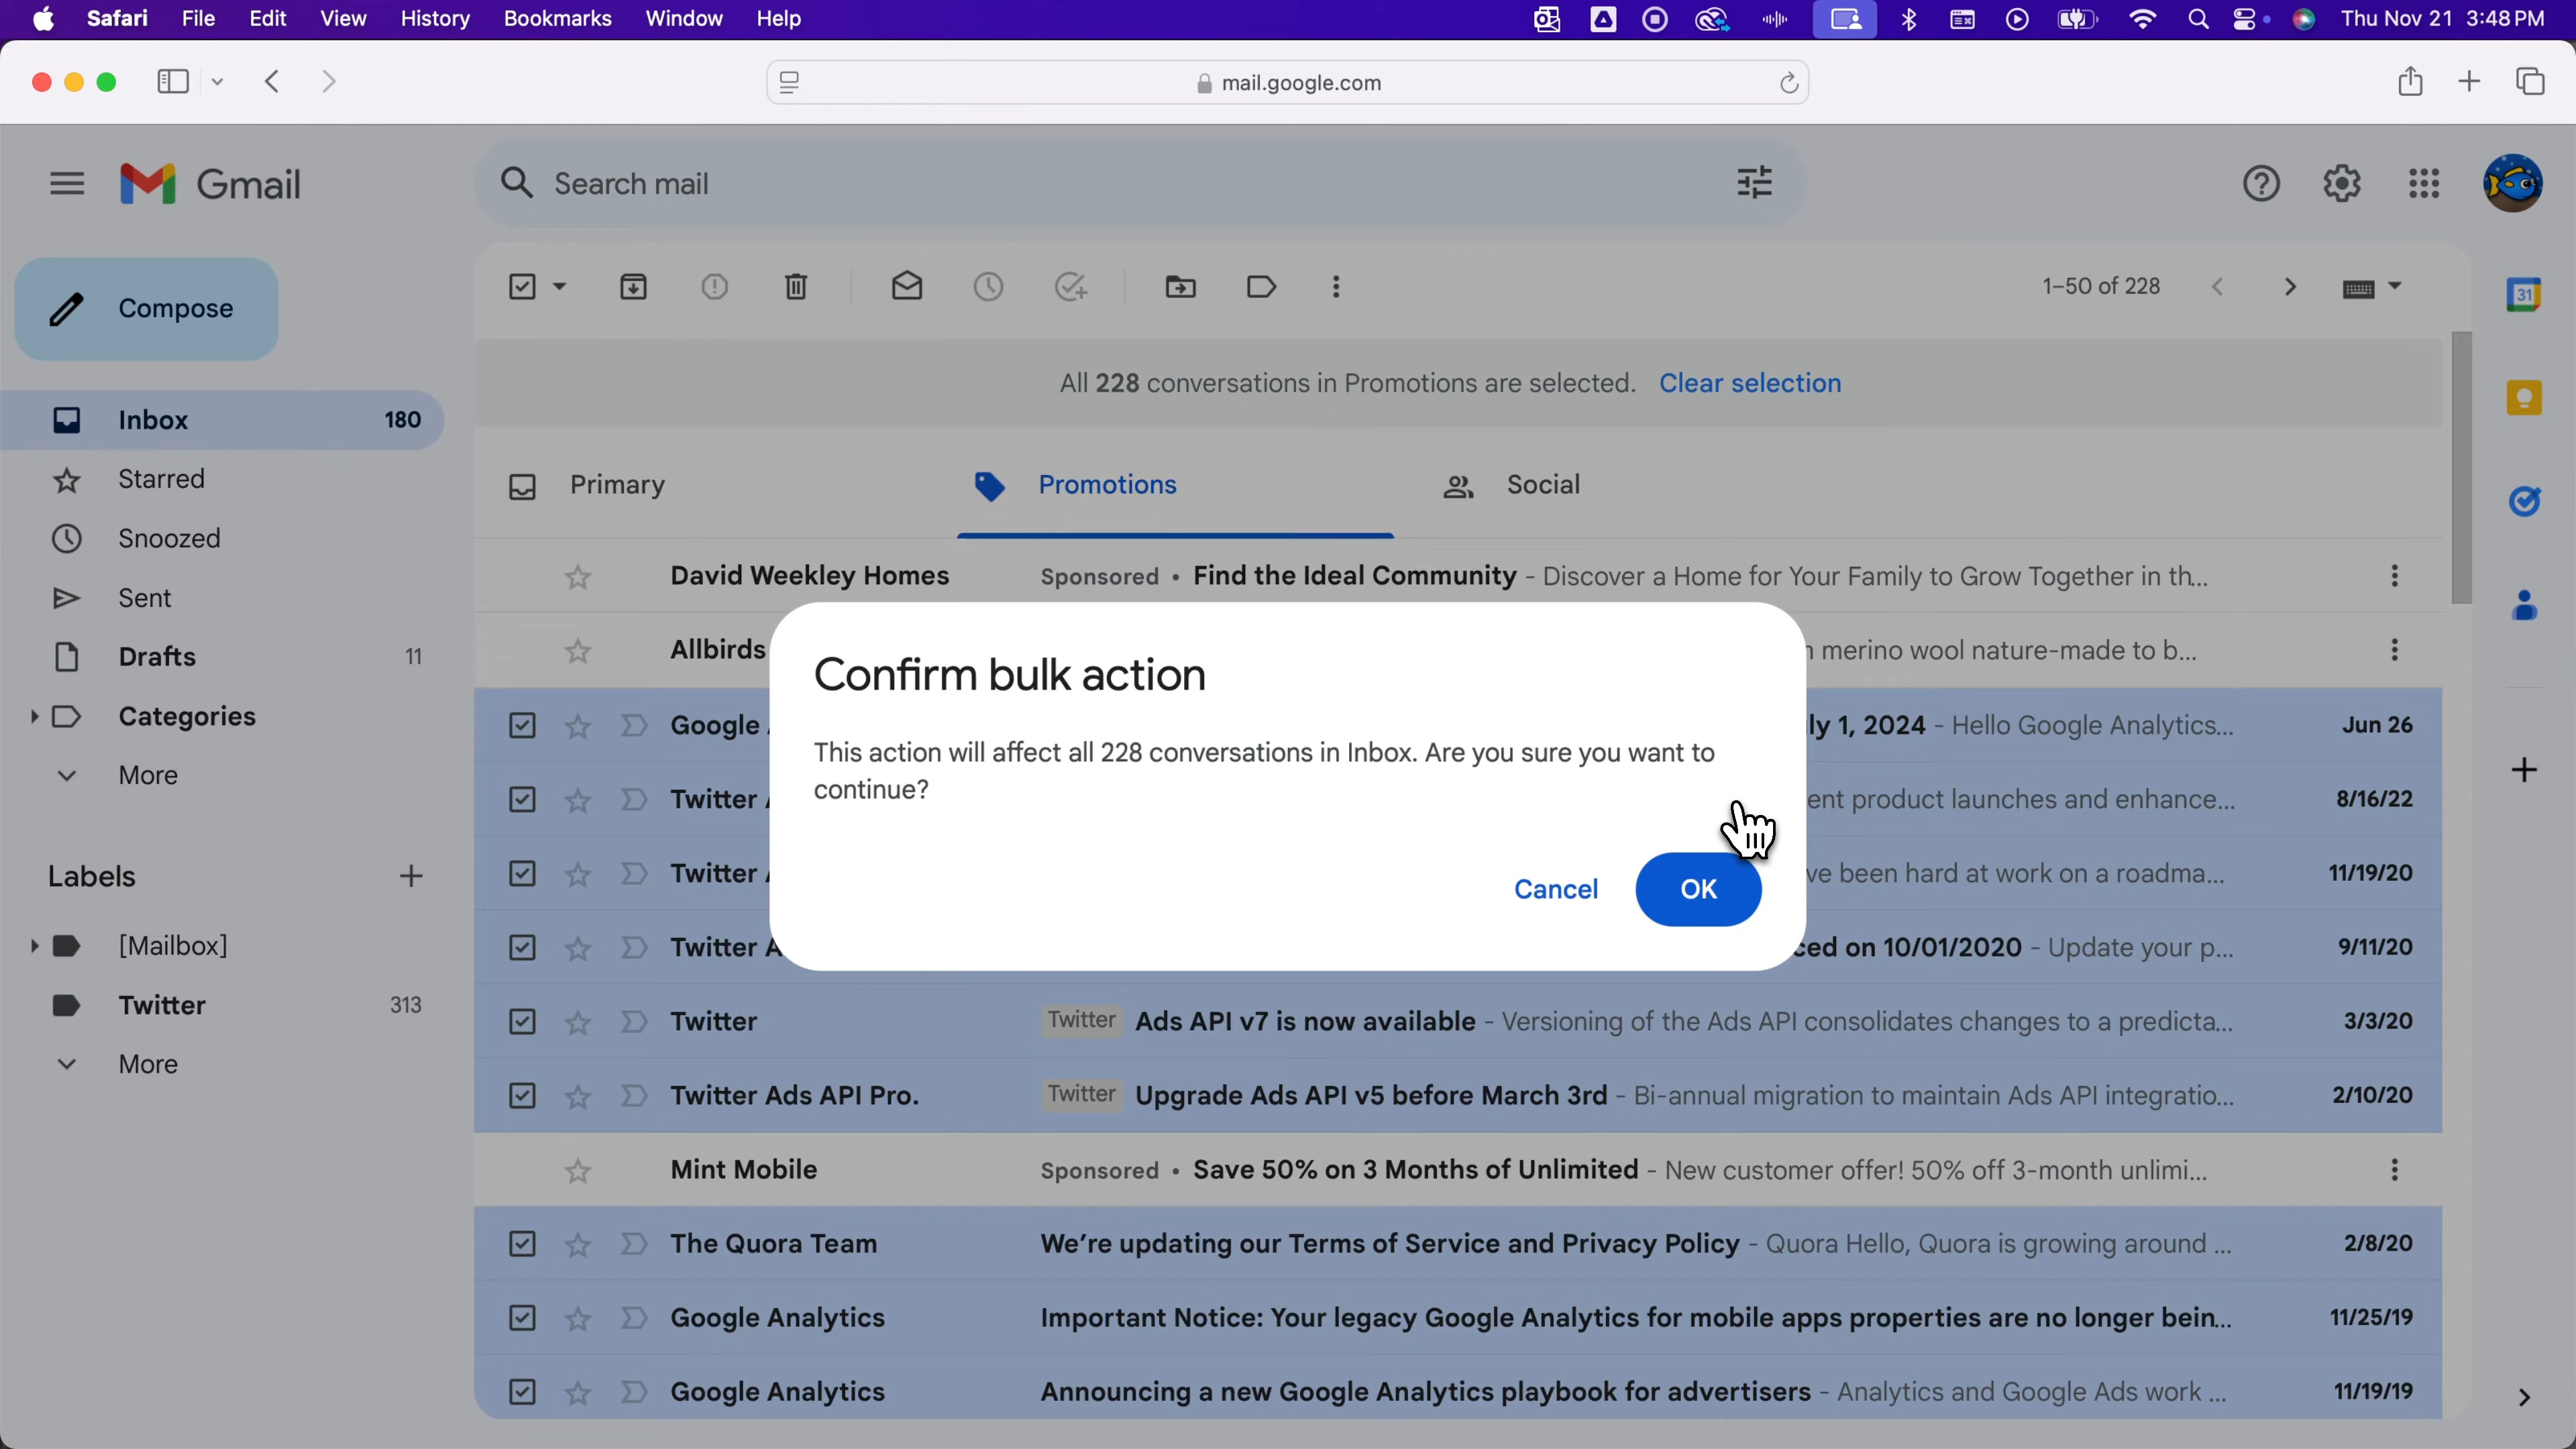 Safari File Edit View History Bookmarks Window Help Thu Nov 21 3:48 PM
mail.google.com
Gmail
Search mail
Compose
1–50 of 228
31
All 228 conversations in Promotions are selected. Clear selection
Inbox 180
Starred
Snoozed
Sent
Drafts 11
Categories
More
Labels
[Mailbox]
Twitter 313
More
Primary Promotions Social
David Weekley Homes Sponsored • Find the Ideal Community - Discover a Home for Your Family to Grow Together in th...
Allbirds merino wool nature-made to b...
Google ly 1, 2024 - Hello Google Analytics... Jun 26
Twitter ent product launches and enhance... 8/16/22
Twitter ve been hard at work on a roadma... 11/19/20
Twitter ced on 10/01/2020 - Update your p... 9/11/20
Confirm bulk action
This action will affect all 228 conversations in Inbox. Are you sure you want to
continue?
Cancel OK
Twitter Twitter Ads API v7 is now available - Versioning of the Ads API consolidates changes to a predicta... 3/3/20
Twitter Ads API Pro. Twitter Upgrade Ads API v5 before March 3rd - Bi-annual migration to maintain Ads API integratio... 2/10/20
Mint Mobile Sponsored • Save 50% on 3 Months of Unlimited - New customer offer! 50% off 3-month unlimi...
The Quora Team We're updating our Terms of Service and Privacy Policy - Quora Hello, Quora is growing around ... 2/8/20
Google Analytics Important Notice: Your legacy Google Analytics for mobile apps properties are no longer bein... 11/25/19
Google Analytics Announcing a new Google Analytics playbook for advertisers - Analytics and Google Ads work ... 11/19/19